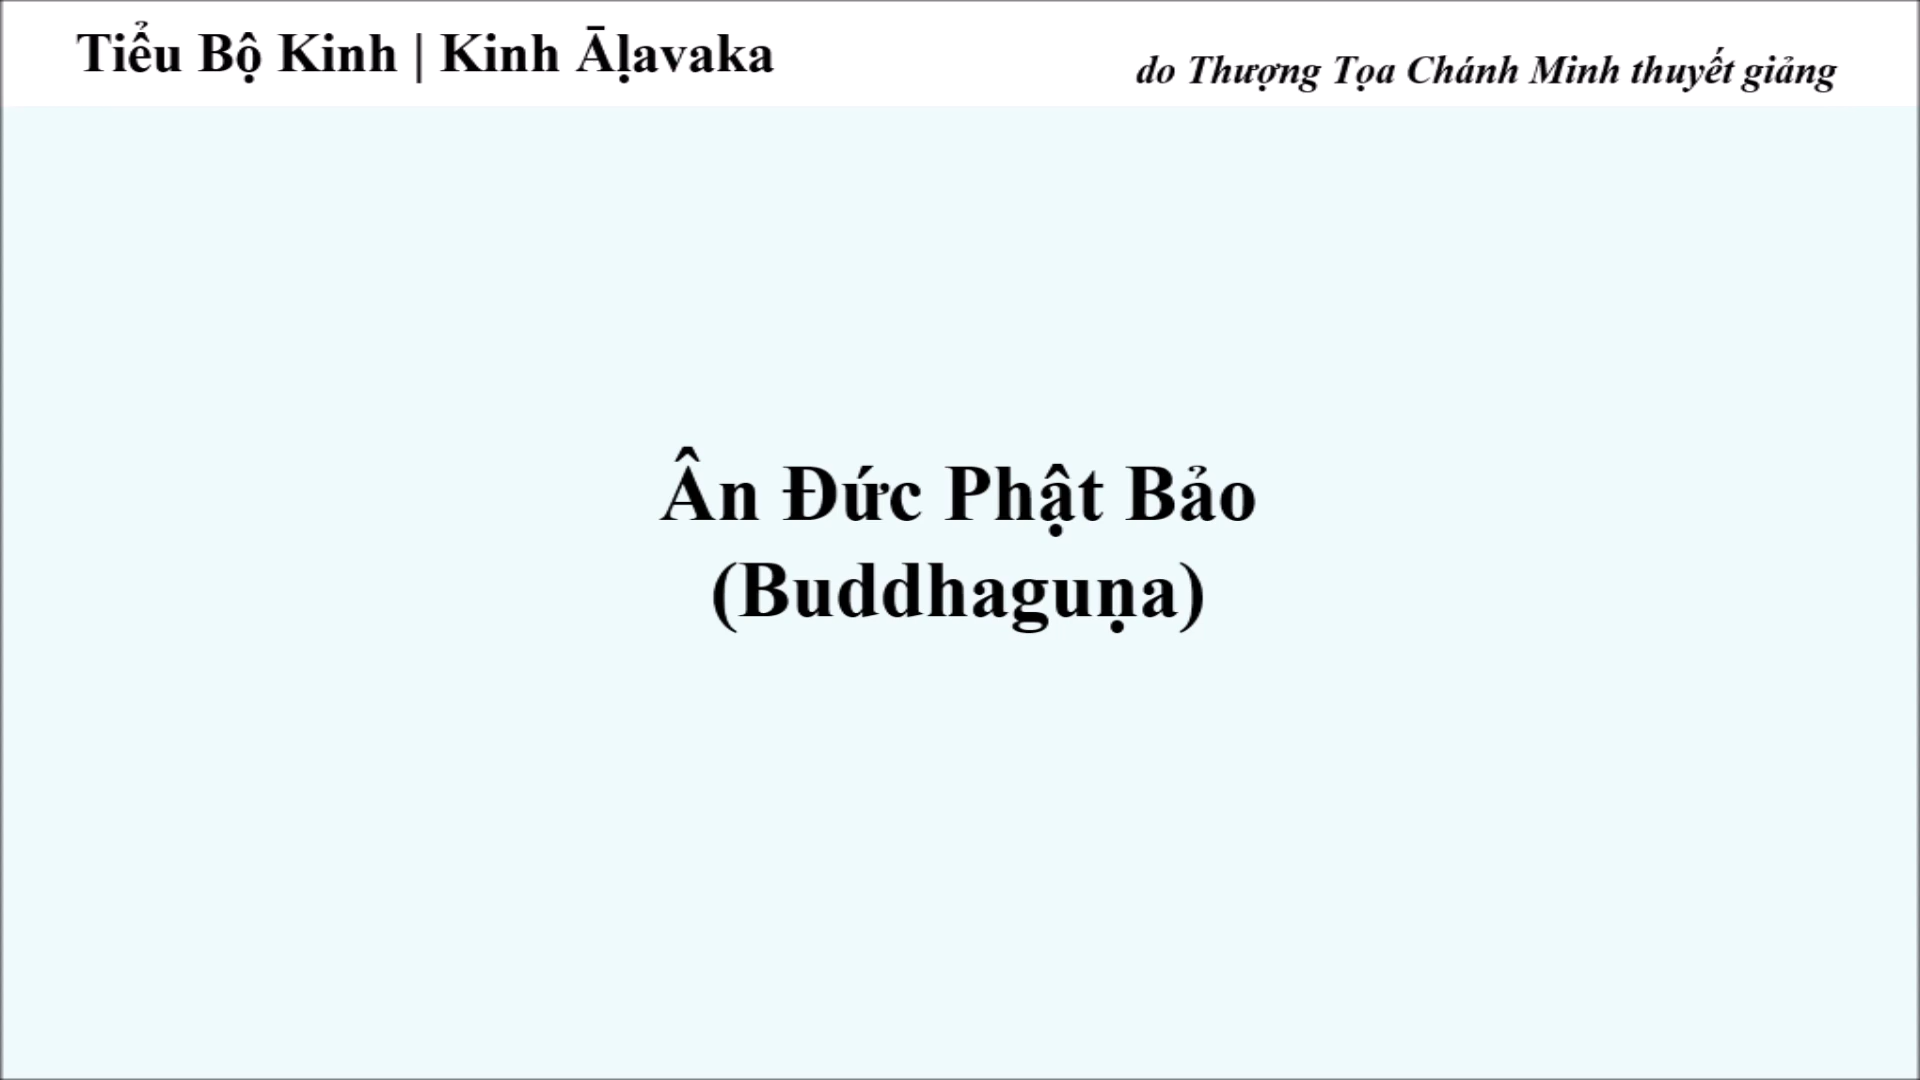 Tiểu Bộ Kinh | Kinh Āḷavaka
do Thượng Tọa Chánh Minh thuyết giảng
Ân Đức Phật Bảo
(Buddhaguṇa)